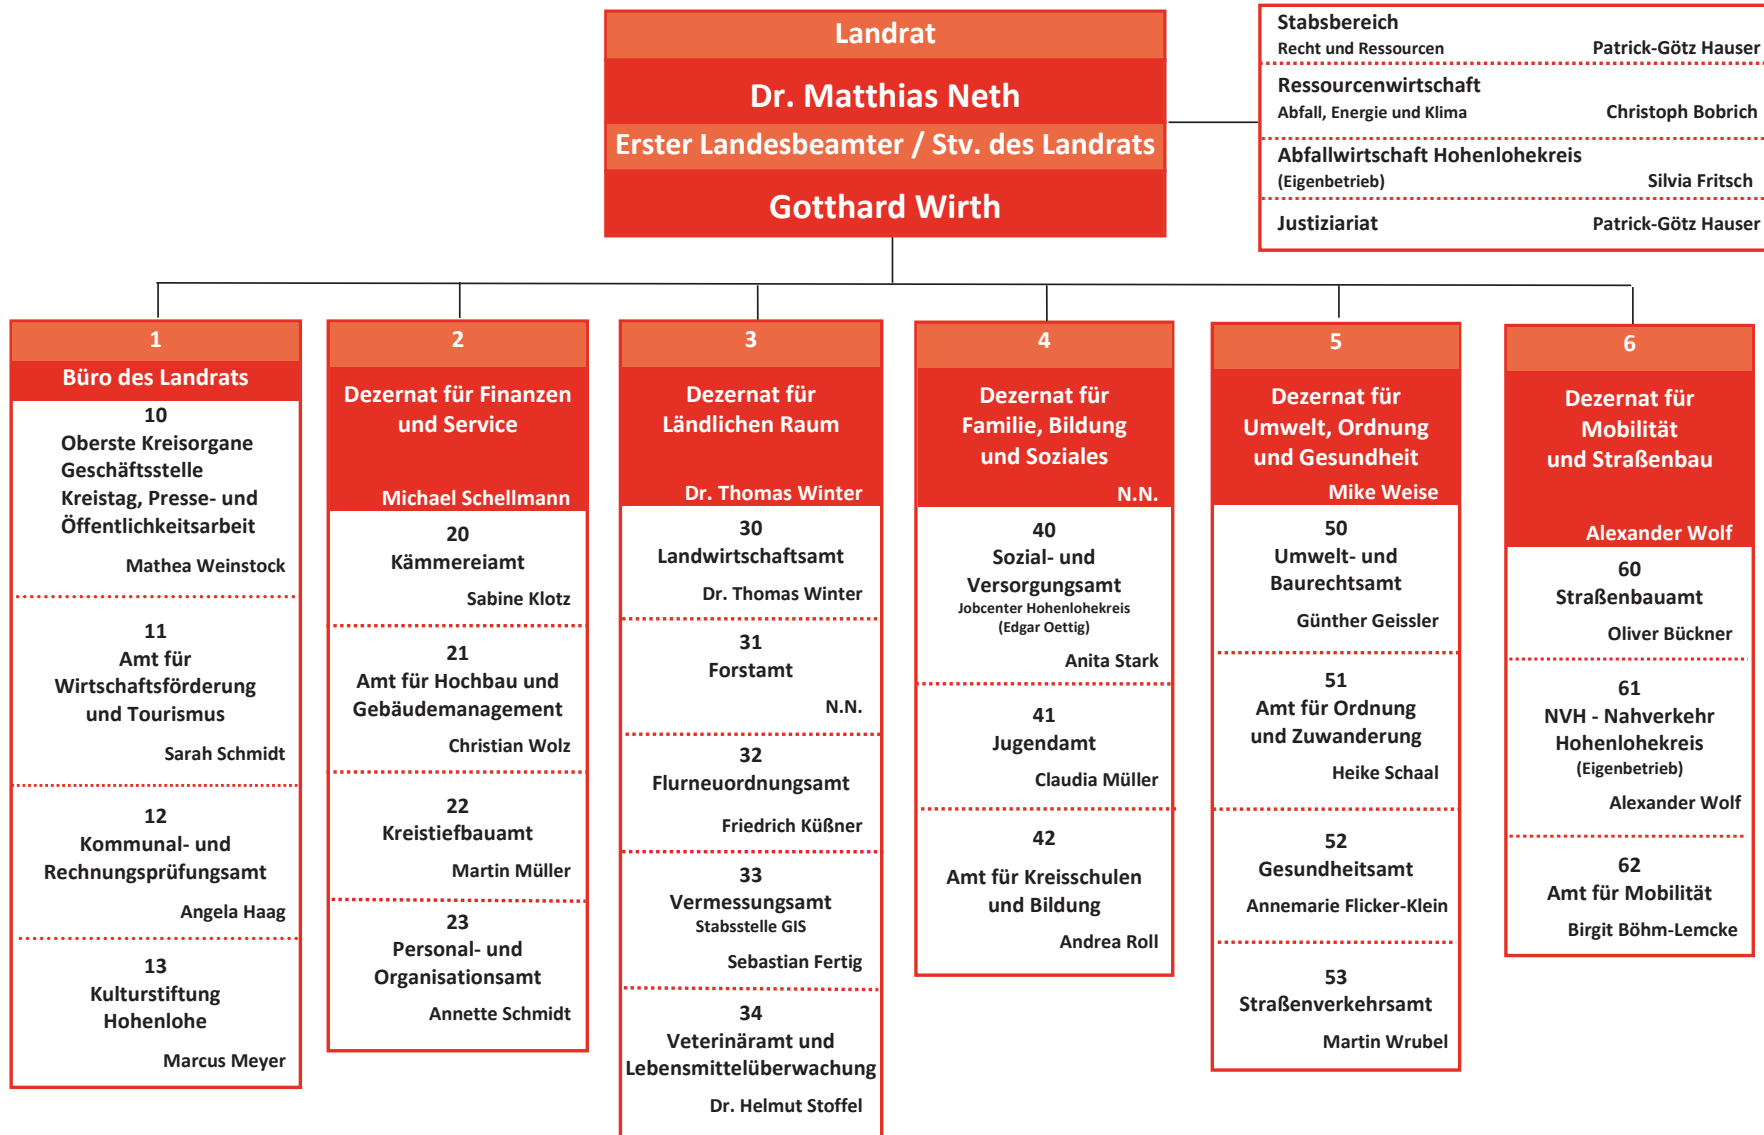 Landrat
Dr. Matthias Neth
Erster Landesbeamter / Stv. des Landrats
Gotthard Wirth
Stabsbereich
Recht und Ressourcen Patrick-Götz Hauser
Ressourcenwirtschaft
Abfall, Energie und Klima Christoph Bobrich
Abfallwirtschaft Hohenlohekreis
(Eigenbetrieb) Silvia Fritsch
Justiziariat Patrick-Götz Hauser
1
Büro des Landrats
10
Oberste Kreisorgane
Geschäftsstelle
Kreistag, Presse- und
Öffentlichkeitsarbeit
Mathea Weinstock
11
Amt für
Wirtschaftsförderung
und Tourismus
Sarah Schmidt
12
Kommunal- und
Rechnungsprüfungsamt
Angela Haag
13
Kulturstiftung
Hohenlohe
Marcus Meyer
2
Dezernat für Finanzen
und Service
Michael Schellmann
20
Kämmereiamt
Sabine Klotz
21
Amt für Hochbau und
Gebäudemanagement
Christian Wolz
22
Kreistiefbauamt
Martin Müller
23
Personal- und
Organisationsamt
Annette Schmidt
3
Dezernat für
Ländlichen Raum
Dr. Thomas Winter
30
Landwirtschaftsamt
Dr. Thomas Winter
31
Forstamt
N.N.
32
Flurneuordnungsamt
Friedrich Küßner
33
Vermessungsamt
Stabsstelle GIS
Sebastian Fertig
34
Veterinäramt und
Lebensmittelüberwachung
Dr. Helmut Stoffel
4
Dezernat für
Familie, Bildung
und Soziales
N.N.
40
Sozial- und
Versorgungsamt
Jobcenter Hohenlohekreis
(Edgar Oettig)
Anita Stark
41
Jugendamt
Claudia Müller
42
Amt für Kreisschulen
und Bildung
Andrea Roll
5
Dezernat für
Umwelt, Ordnung
und Gesundheit
Mike Weise
50
Umwelt- und
Baurechtsamt
Günther Geissler
51
Amt für Ordnung
und Zuwanderung
Heike Schaal
52
Gesundheitsamt
Annemarie Flicker-Klein
53
Straßenverkehrsamt
Martin Wrubel
6
Dezernat für
Mobilität
und Straßenbau
Alexander Wolf
60
Straßenbauamt
Oliver Bückner
61
NVH - Nahverkehr
Hohenlohekreis
(Eigenbetrieb)
Alexander Wolf
62
Amt für Mobilität
Birgit Böhm-Lemcke